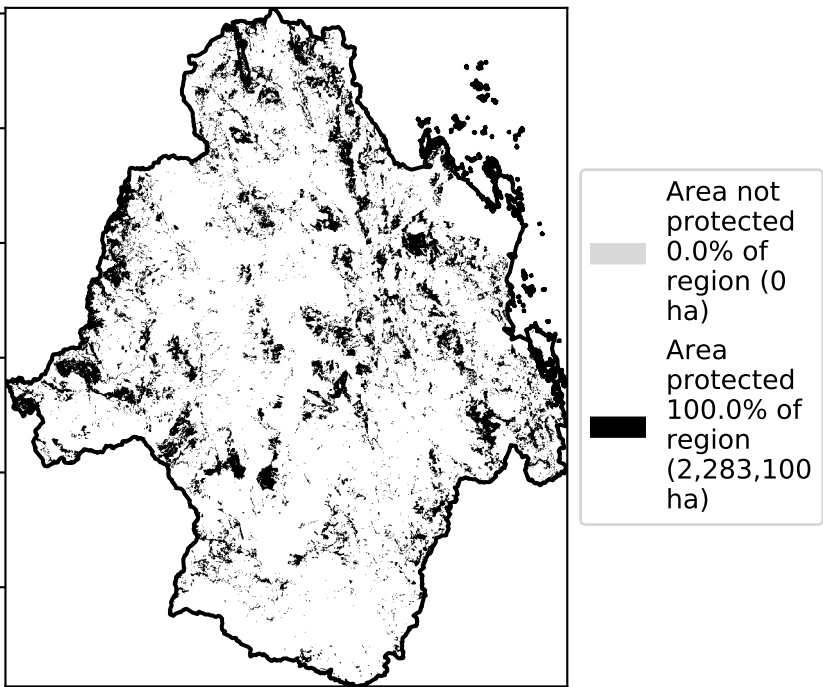 Area not
protected
0.0% of
region (0
ha)
Area
protected
100.0% of
region
(2,283,100
ha)